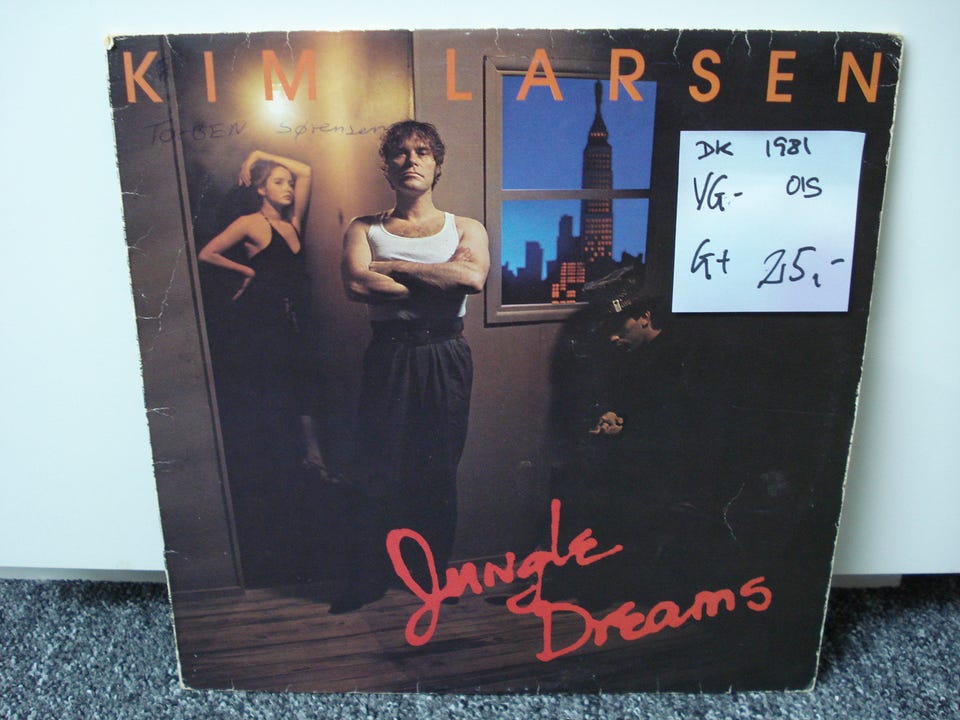 KIM LARSEN
TORBEN Sørensen
DK 1981
VG- OIS
G+ 25,-
Jungle
Dreams